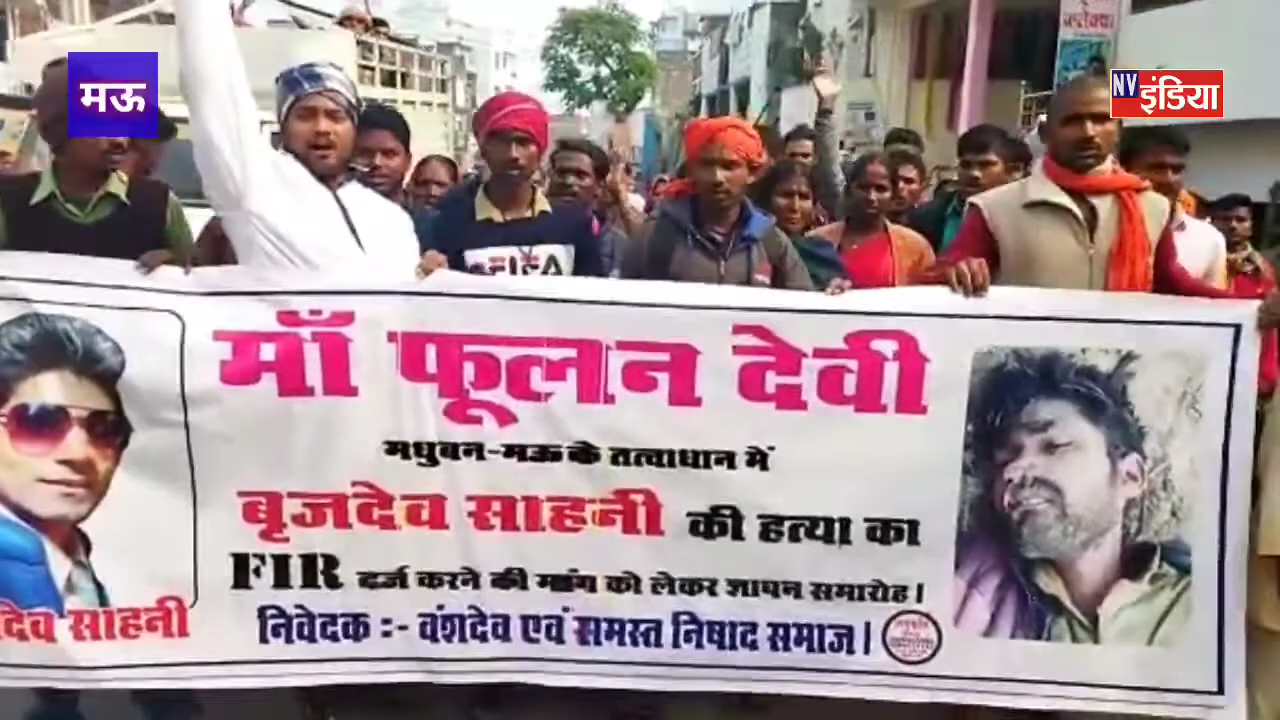 मऊ
NV इंडिया
माँ फूलन देवी
मधुबन-मऊ के तत्वाधान में
बृजदेव साहनी की हत्या का
FIR दर्ज करने की मांग को लेकर ज्ञापन समारोह।
निवेदक :- वंशदेव एवं समस्त निषाद समाज।
देव साहनी